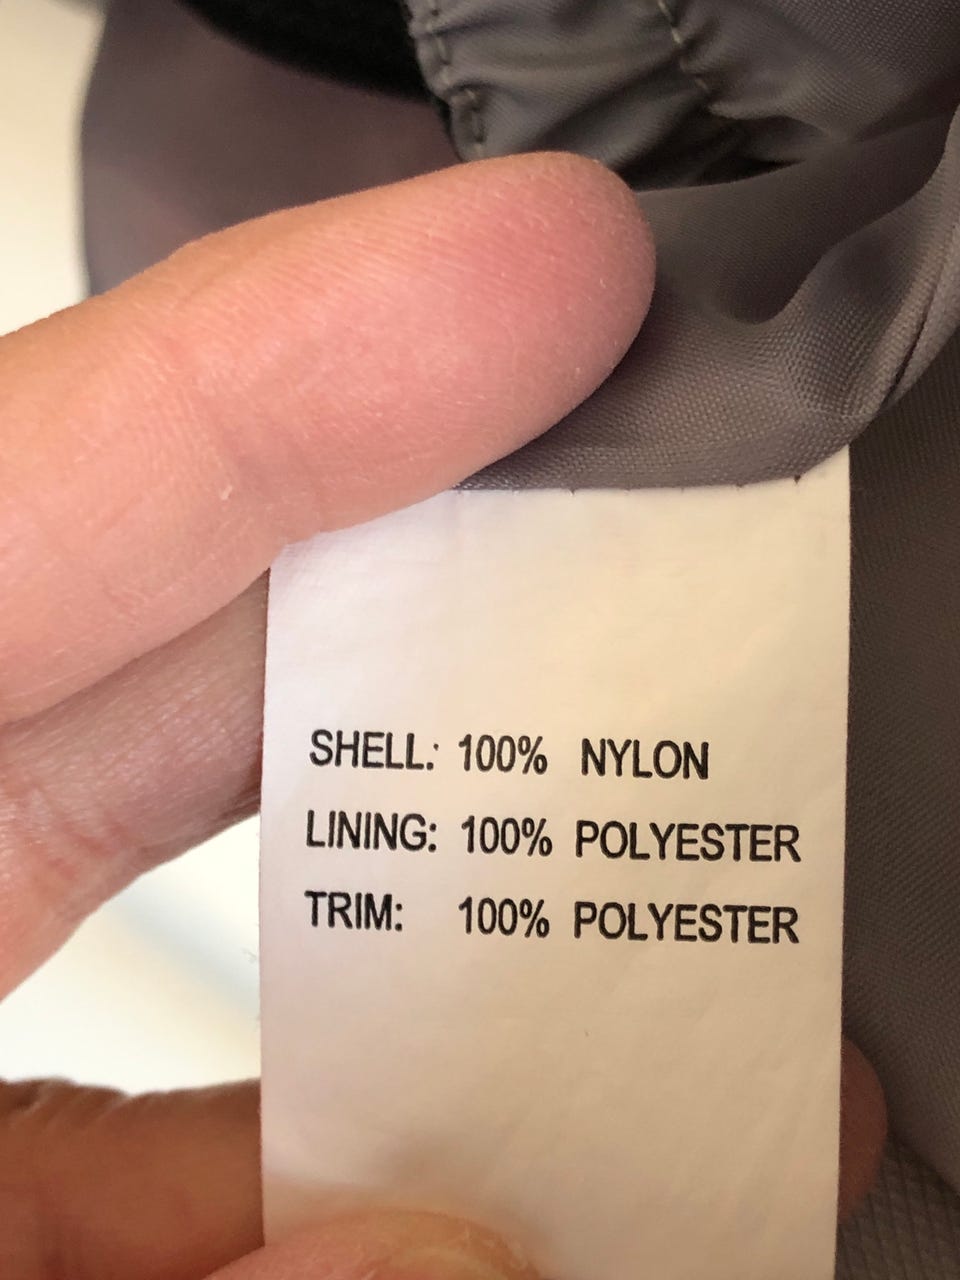 SHELL: 100% NYLON
LINING: 100% POLYESTER
TRIM: 100% POLYESTER